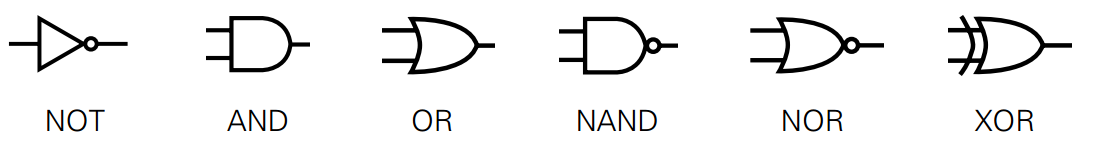 NOT AND OR NAND NOR XOR